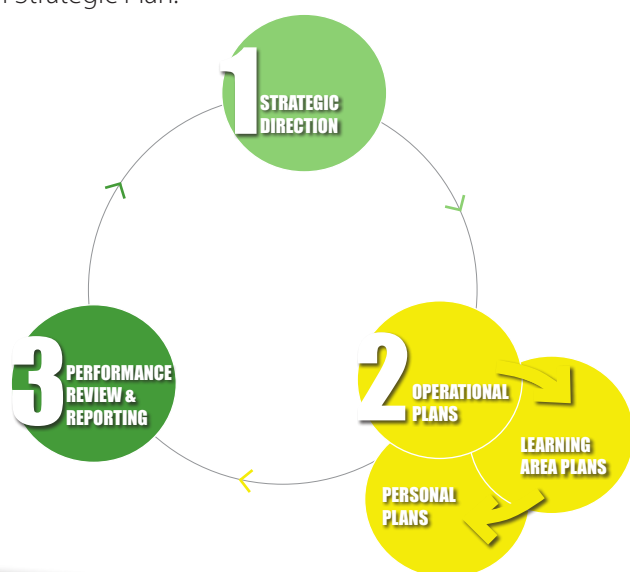 Strategic Plan.
1 STRATEGIC
DIRECTION
2 OPERATIONAL
PLANS
LEARNING
AREA PLANS
PERSONAL
PLANS
3 PERFORMANCE
REVIEW &
REPORTING